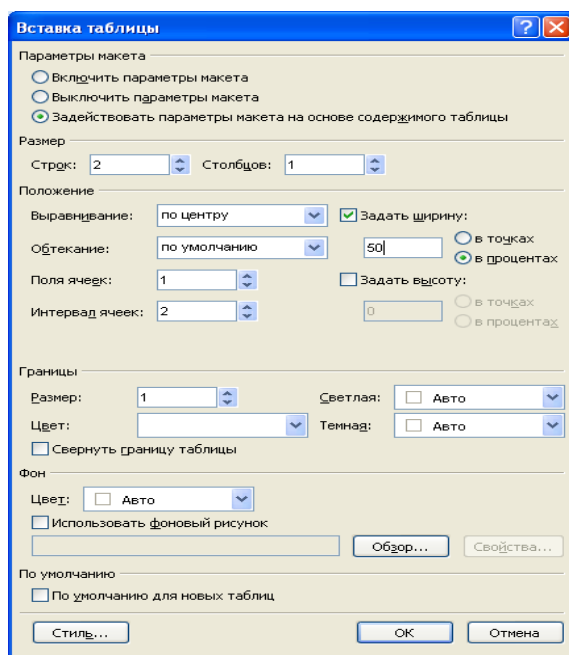 Вставка таблицы
Параметры макета
Включить параметры макета
Выключить параметры макета
Задействовать параметры макета на основе содержимого таблицы
Размер
Строк: 2 Столбцов: 1
Положение
Выравнивание: по центру Задать ширину:
Обтекание: по умолчанию 50 в точках
в процентах
Поля ячеек: 1 Задать высоту:
Интервал ячеек: 2 0 в точках
в процентах
Границы
Размер: 1 Светлая: Авто
Цвет: Темная: Авто
Свернуть границу таблицы
Фон
Цвет: Авто
Использовать фоновый рисунок
Обзор... Свойства...
По умолчанию
По умолчанию для новых таблиц
Стиль... ОК Отмена